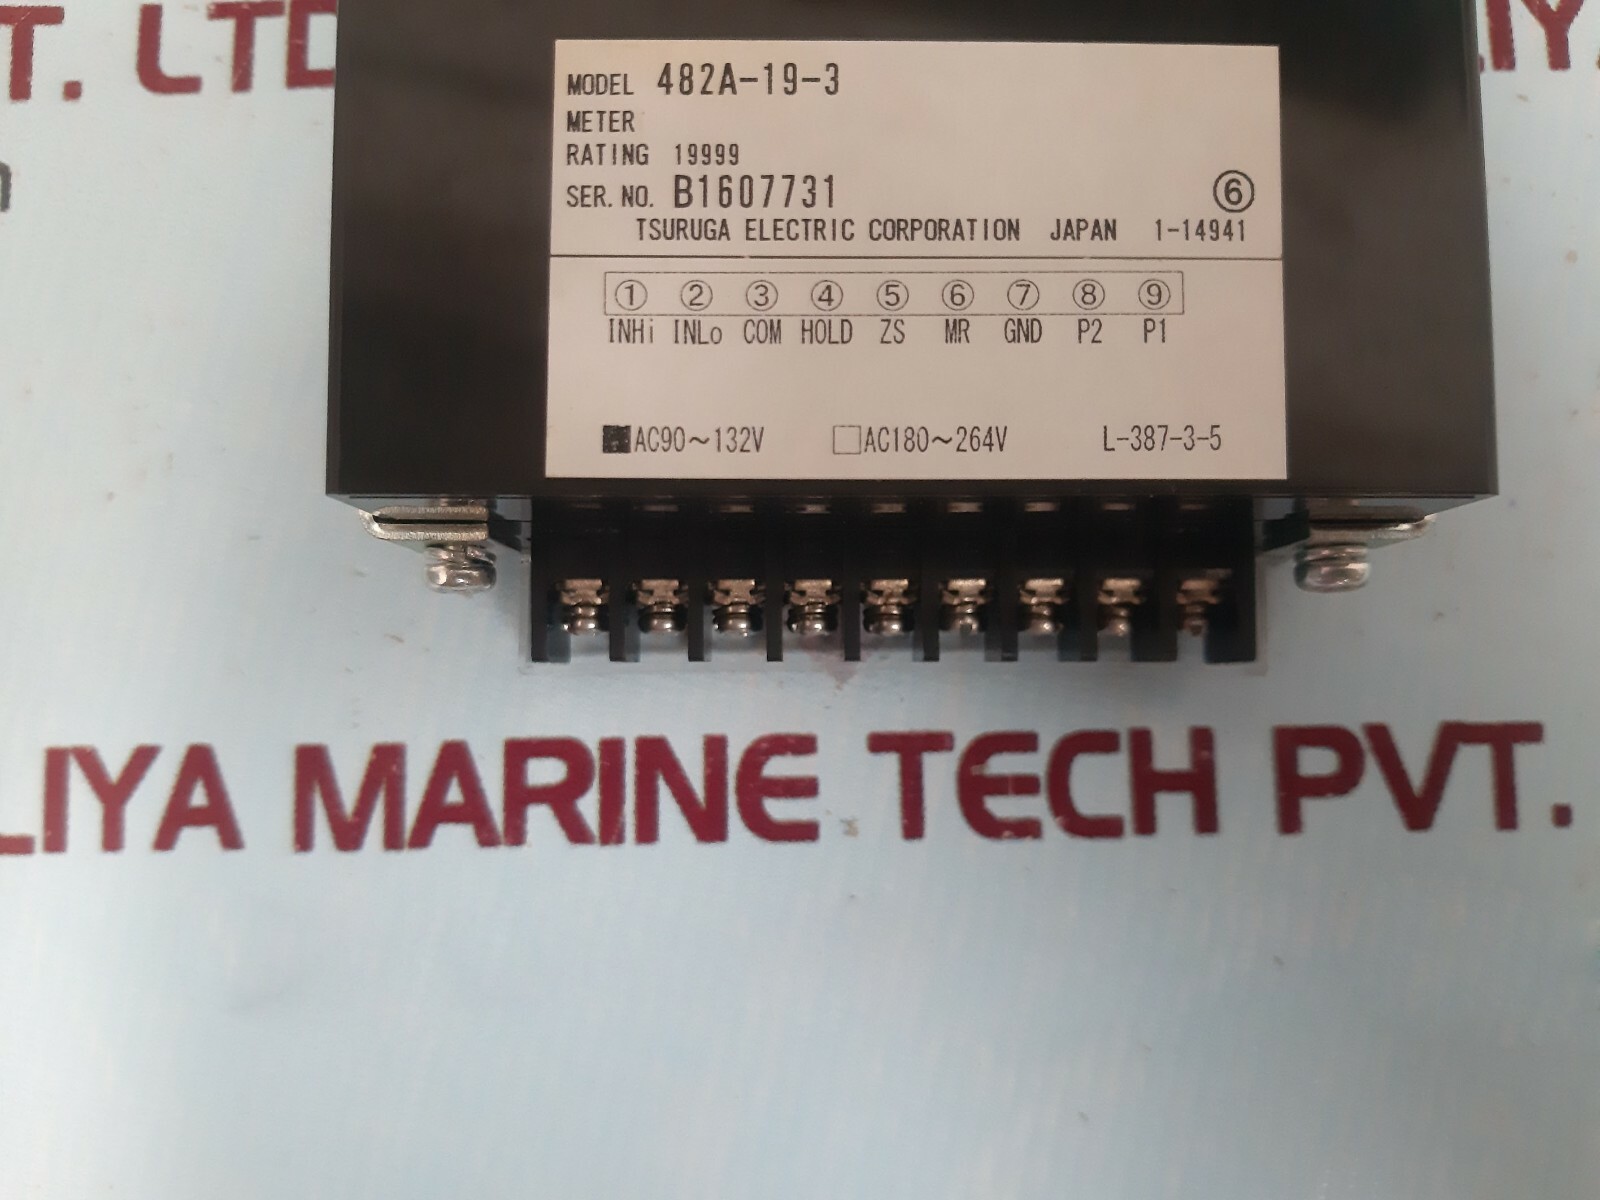 T. LTD
LIYA
MODEL 482A-19-3
METER
RATING 19999
SER. NO. B1607731 ⑥
TSURUGA ELECTRIC CORPORATION JAPAN 1-14941
① ② ③ ④ ⑤ ⑥ ⑦ ⑧ ⑨
INHi INLo COM HOLD ZS MR GND P2 P1
■AC90~132V □AC180~264V L-387-3-5
LIYA MARINE TECH PVT.